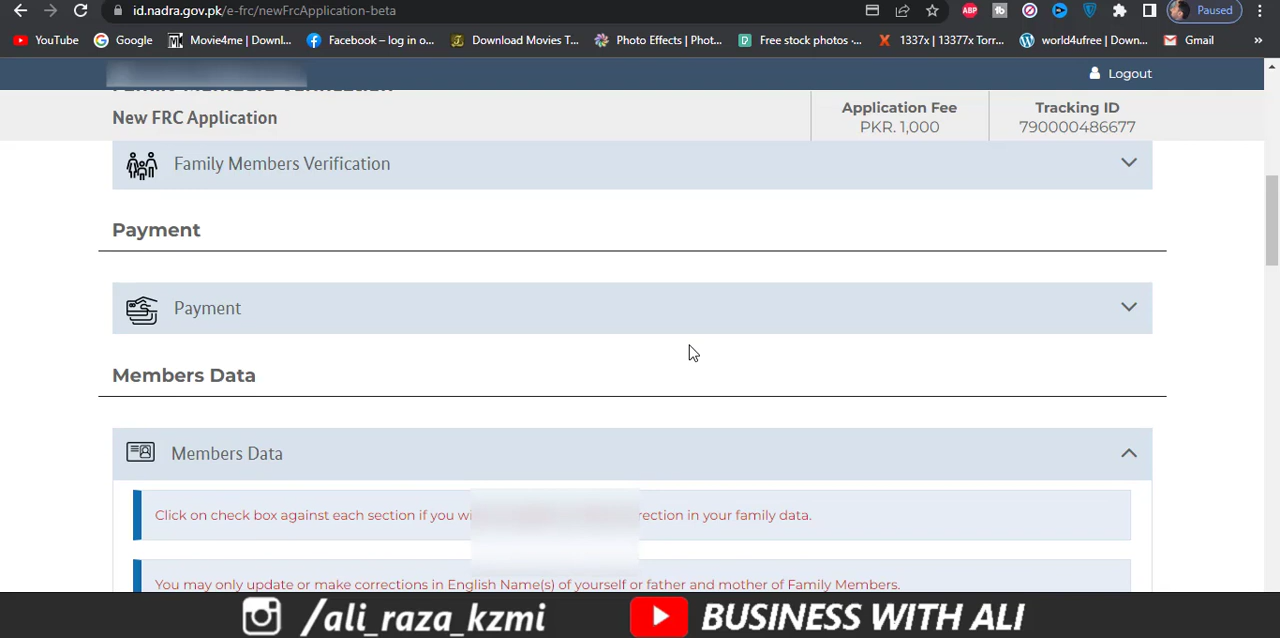 id.nadra.gov.pk/e-frc/newFrcApplication-beta
Paused
YouTube Google Movie4me | Downl... Facebook – log in o... Download Movies T... Photo Effects | Phot... Free stock photos -... 1337x | 13377x Torr... world4ufree | Down... Gmail »
Logout
New FRC Application
Application Fee
PKR. 1,000
Tracking ID
790000486677
Family Members Verification
Payment
Payment
Members Data
Members Data
Click on check box against each section if you rection in your family data.
You may only update or make corrections in English Name(s) of yourself or father and mother of Family Members.
/ali_raza_kzmi BUSINESS WITH ALI